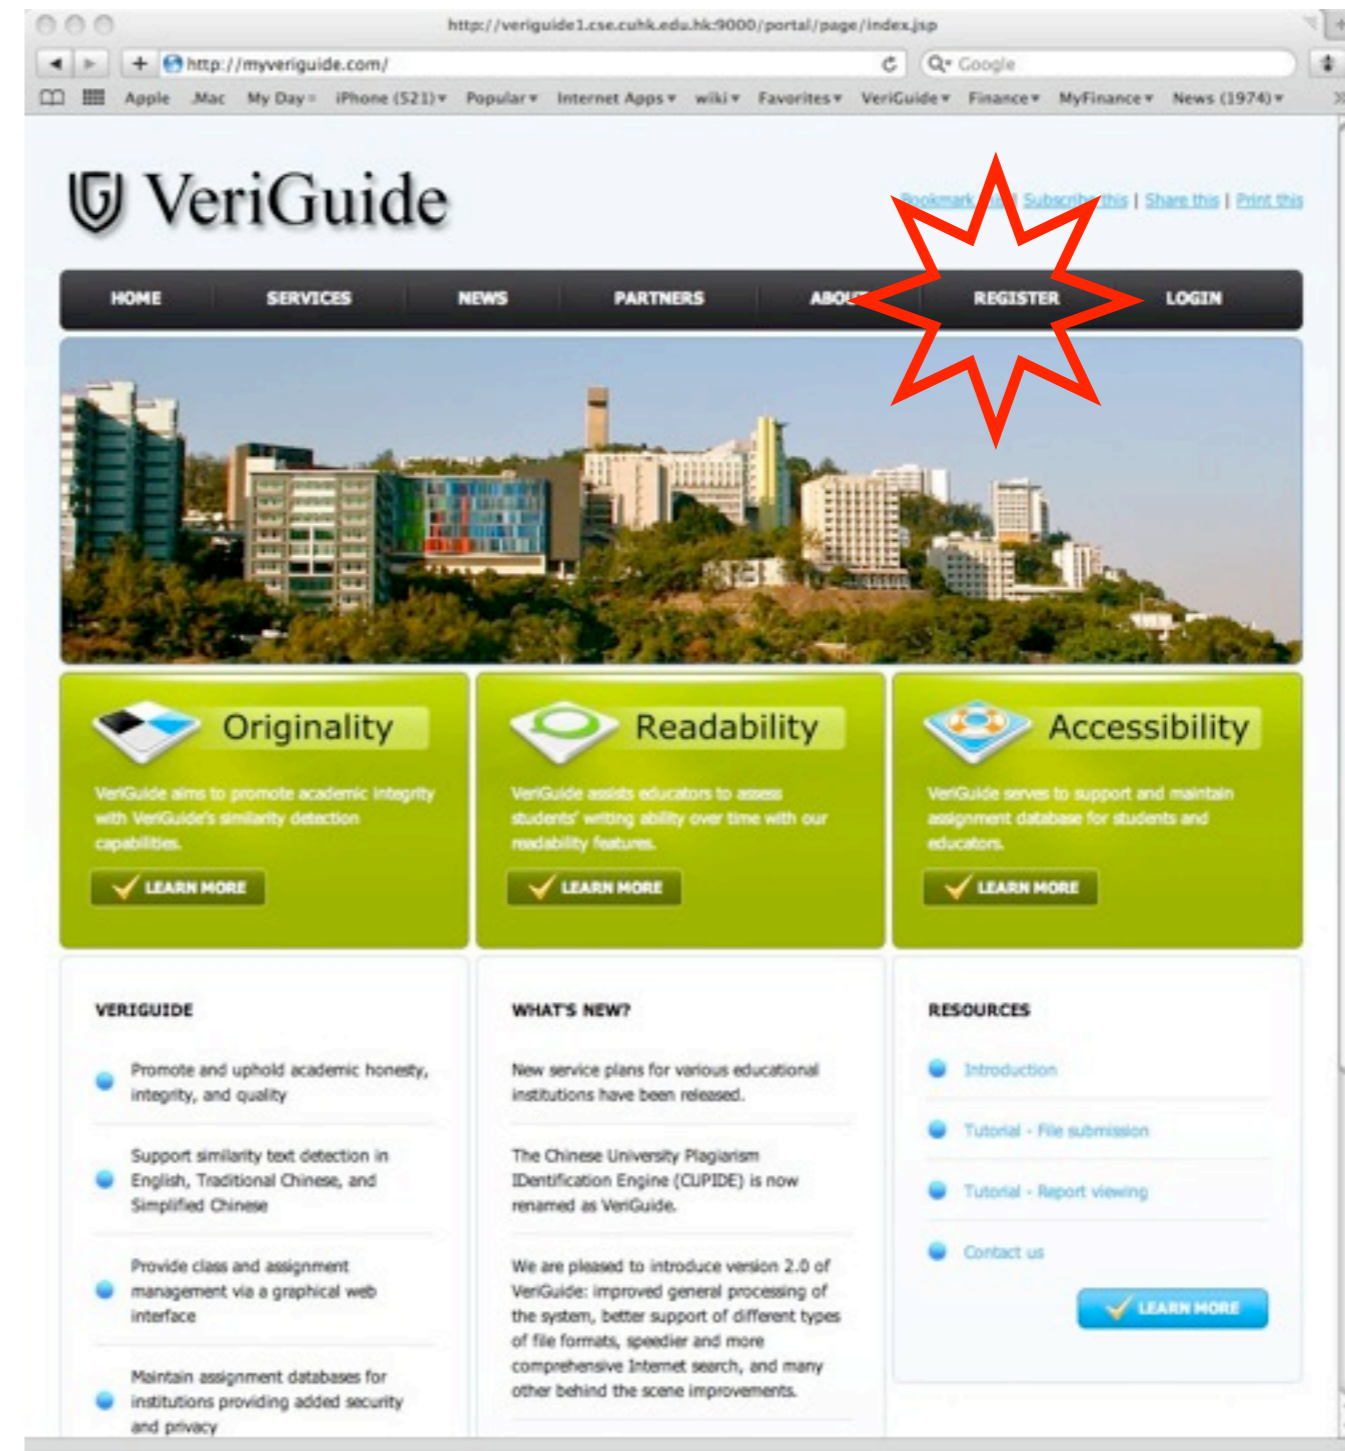 http://veriguide1.cse.cuhk.edu.hk:9000/portal/page/index.jsp
http://myveriguide.com/
Google
Apple .Mac My Day iPhone (521) Popular Internet Apps wiki Favorites VeriGuide Finance MyFinance News (1974)
VeriGuide
Bookmark this | Subscribe this | Share this | Print this
HOME SERVICES NEWS PARTNERS ABOUT REGISTER LOGIN
Originality
VeriGuide aims to promote academic integrity
with VeriGuide's similarity detection
capabilities.
LEARN MORE
Readability
VeriGuide assists educators to assess
students' writing ability over time with our
readability features.
LEARN MORE
Accessibility
VeriGuide serves to support and maintain
assignment database for students and
educators.
LEARN MORE
VERIGUIDE
Promote and uphold academic honesty,
integrity, and quality
Support similarity text detection in
English, Traditional Chinese, and
Simplified Chinese
Provide class and assignment
management via a graphical web
interface
Maintain assignment databases for
institutions providing added security
and privacy
WHAT'S NEW?
New service plans for various educational
institutions have been released.
The Chinese University Plagiarism
IDentification Engine (CUPIDE) is now
renamed as VeriGuide.
We are pleased to introduce version 2.0 of
VeriGuide: improved general processing of
the system, better support of different types
of file formats, speedier and more
comprehensive Internet search, and many
other behind the scene improvements.
RESOURCES
Introduction
Tutorial - File submission
Tutorial - Report viewing
Contact us
LEARN MORE